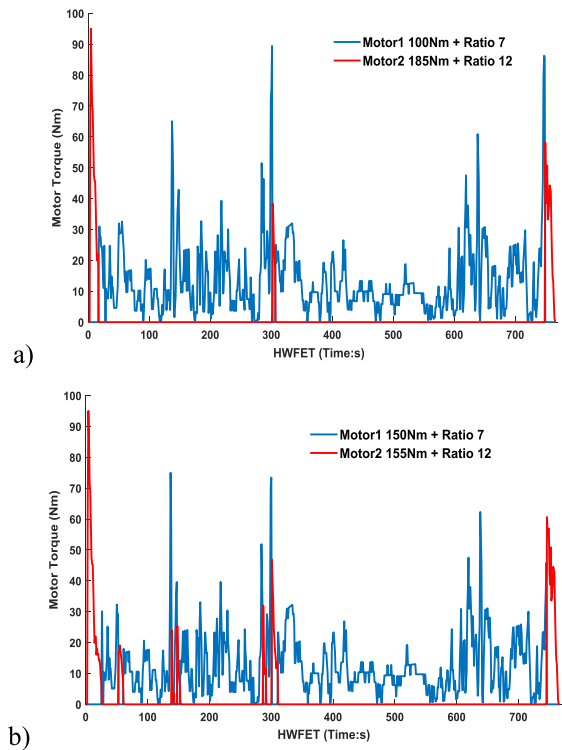 100
90
80
70
60
50
40
30
20
10
0
Motor Torque (Nm)
Motor1 100Nm + Ratio 7
Motor2 185Nm + Ratio 12
0 100 200 300 400 500 600 700
HWFET (Time:s)
a)
100
90
80
70
60
50
40
30
20
10
0
Motor Torque (Nm)
Motor1 150Nm + Ratio 7
Motor2 155Nm + Ratio 12
0 100 200 300 400 500 600 700
HWFET (Time:s)
b)